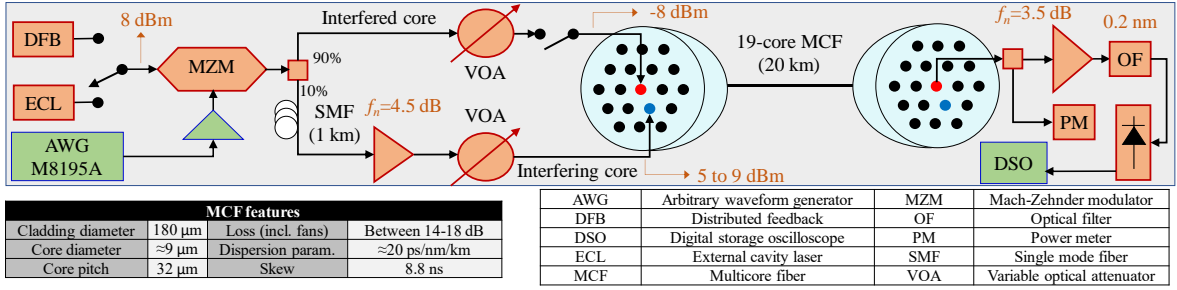 DFB
8 dBm
MZM
ECL
AWG
M8195A
90%
10%
Interfered core
VOA
SMF
(1 km)
fn=4.5 dB
VOA
Interfering core
-8 dBm
5 to 9 dBm
19-core MCF
(20 km)
fn=3.5 dB
0.2 nm
OF
PM
DSO
MCF features
Cladding diameter 180 μm Loss (incl. fans) Between 14-18 dB
Core diameter ≈9 μm Dispersion param. ≈20 ps/nm/km
Core pitch 32 μm Skew 8.8 ns
AWG Arbitrary waveform generator MZM Mach-Zehnder modulator
DFB Distributed feedback OF Optical filter
DSO Digital storage oscilloscope PM Power meter
ECL External cavity laser SMF Single mode fiber
MCF Multicore fiber VOA Variable optical attenuator